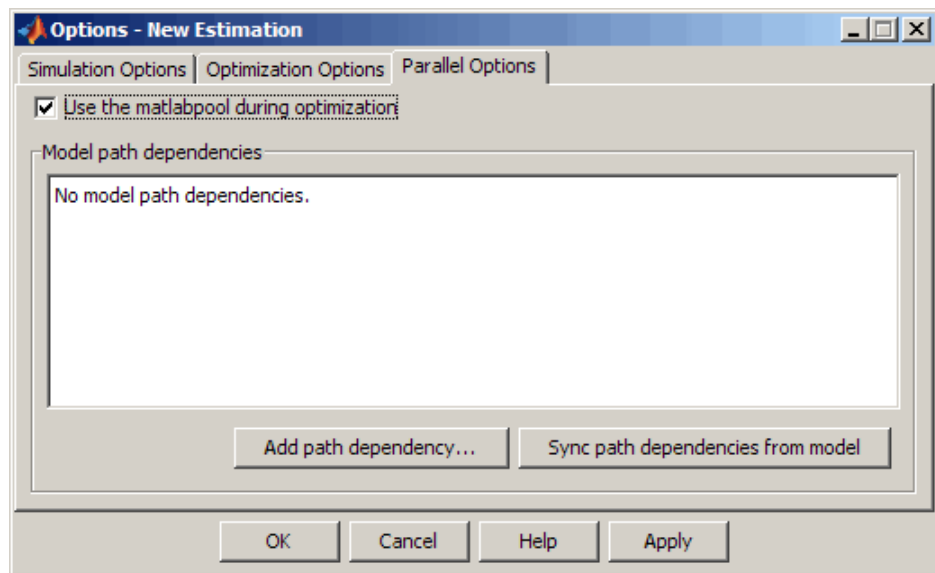 Options - New Estimation
Simulation Options Optimization Options Parallel Options
Use the matlabpool during optimization
Model path dependencies
No model path dependencies.
Add path dependency... Sync path dependencies from model
OK Cancel Help Apply